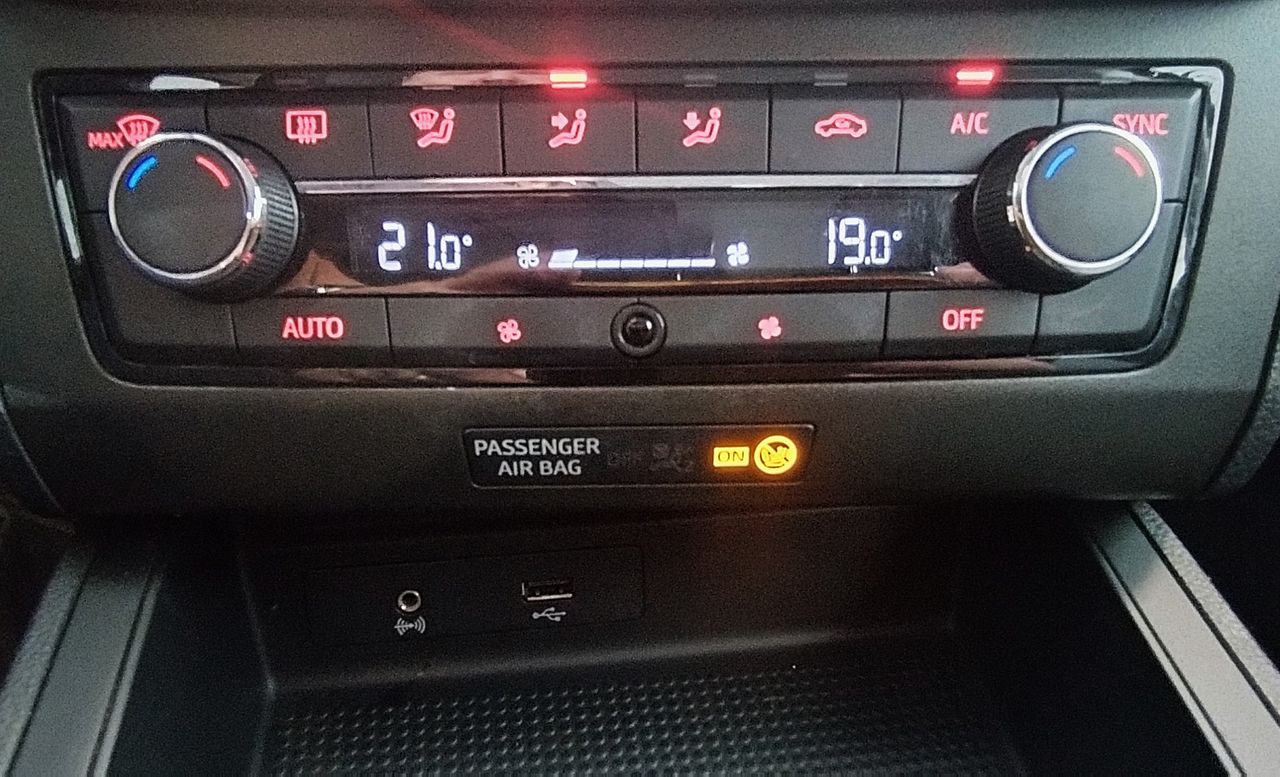 MAX
A/C
SYNC
21.0°
19.0°
AUTO
OFF
PASSENGER
AIR BAG
OFF
ON